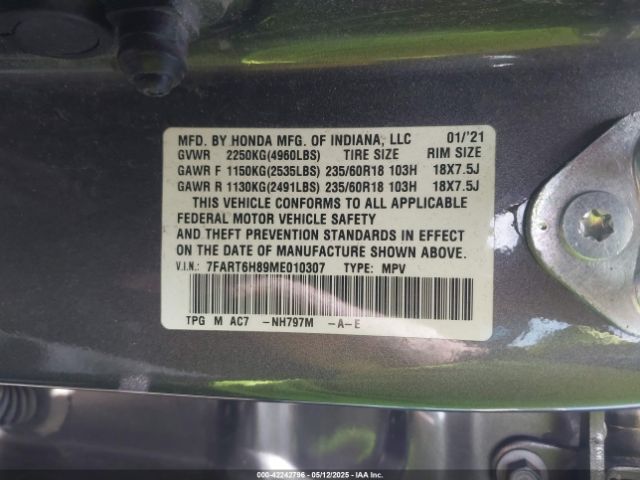 MFD. BY HONDA MFG. OF INDIANA, LLC 01/'21
GVWR 2250KG(4960LBS) TIRE SIZE RIM SIZE
GAWR F 1150KG(2535LBS) 235/60R18 103H 18X7.5J
GAWR R 1130KG(2491LBS) 235/60R18 103H 18X7.5J
THIS VEHICLE CONFORMS TO ALL APPLICABLE
FEDERAL MOTOR VEHICLE SAFETY
AND THEFT PREVENTION STANDARDS IN EFFECT
ON THE DATE OF MANUFACTURE SHOWN ABOVE.
V.I.N.: 7FART6H89ME010307 TYPE: MPV
TPG M AC7 -NH797M -A-E
000-42242796 - 05/12/2025 - IAA Inc.